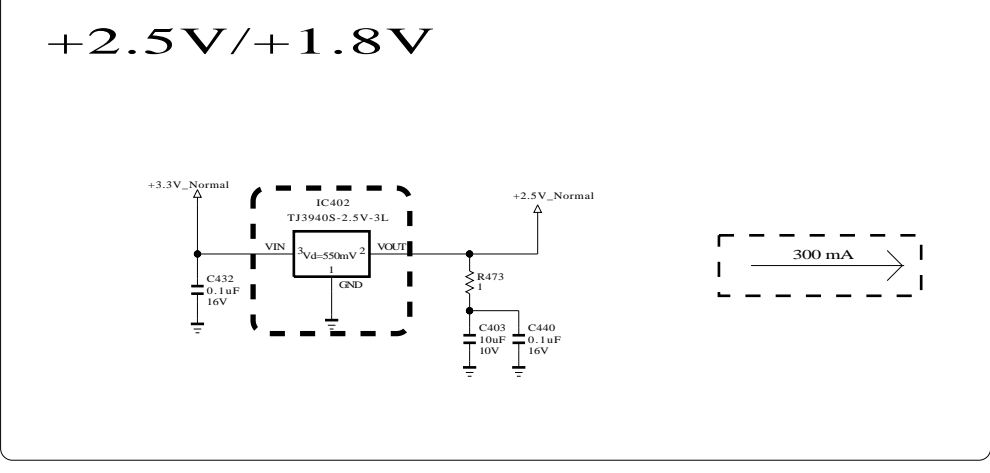 +2.5V/+1.8V
+3.3V_Normal
IC402
TJ3940S-2.5V-3L
+2.5V_Normal
VIN
3
Vd=550mV
2
VOUT
1
GND
C432
0.1uF
16V
R473
1
C403
10uF
10V
C440
0.1uF
16V
300 mA